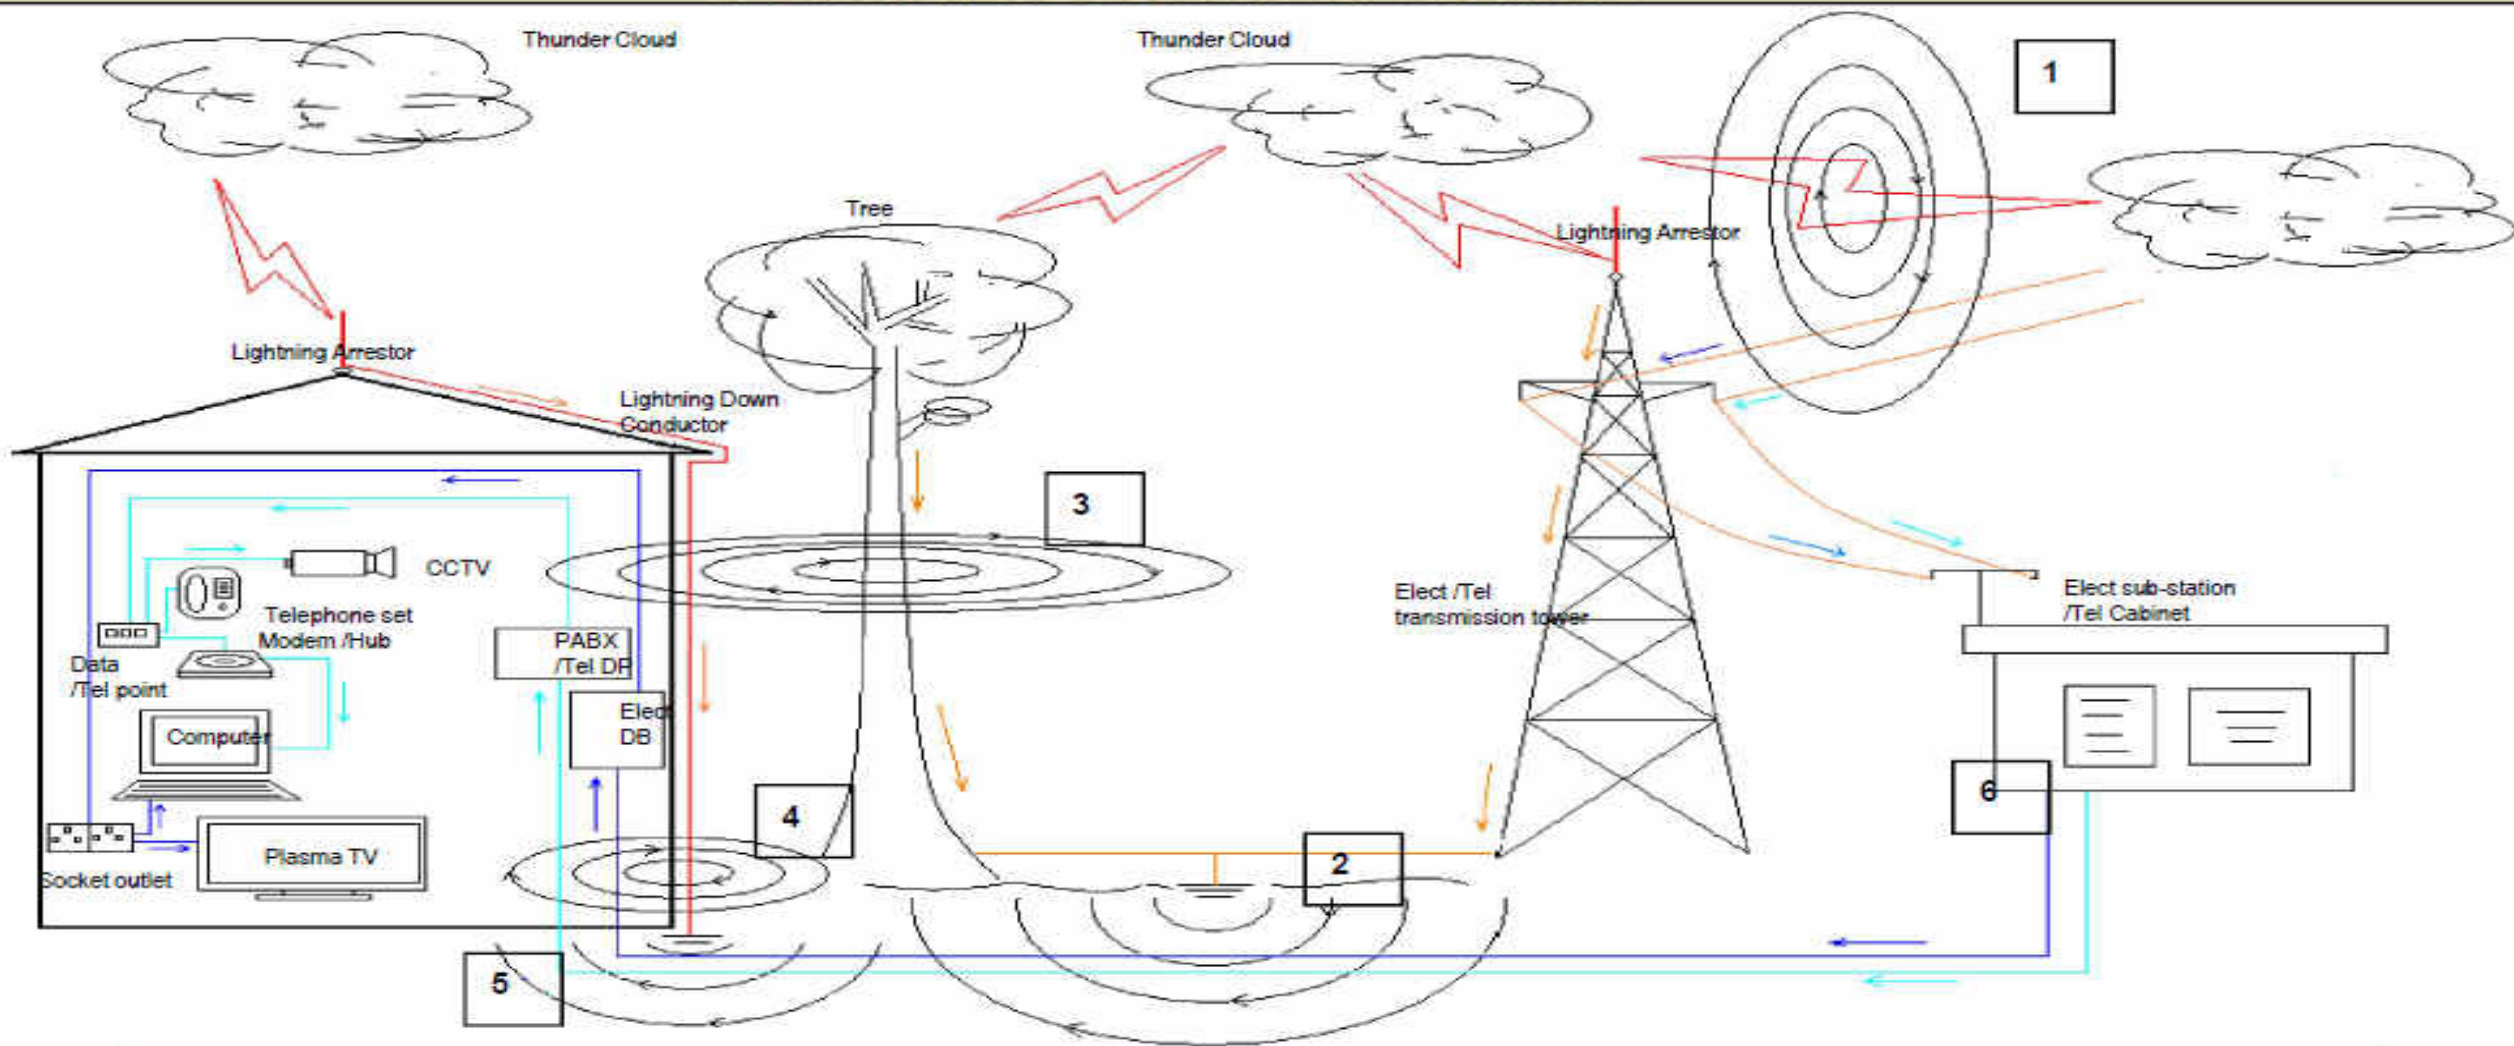 Thunder Cloud
Thunder Cloud
1
Tree
Lightning Arrestor
Lightning Arrestor
Lightning Down
Conductor
3
CCTV
Elect /Tel
transmission tower
Elect sub-station
/Tel Cabinet
Telephone set
Modem /Hub
PABX
/Tel DP
Data
/Tel point
Elect
DB
Computer
6
4
Plasma TV
2
Socket outlet
5